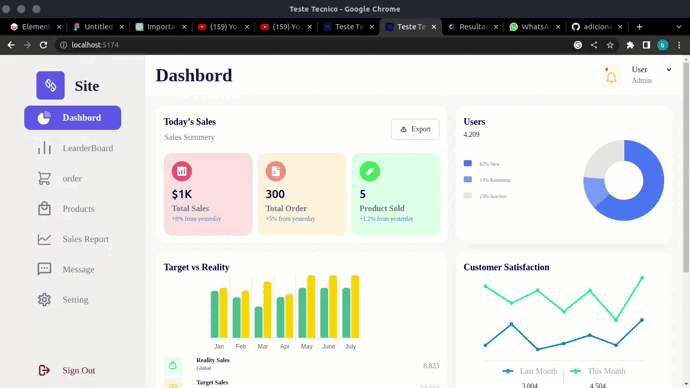 Teste Tecnico - Google Chrome
Element
Untitled
Importan
(159) You
(159) You
Teste Te
Teste Te
Resultad
WhatsA
adiciona
localhost:5174
Site
Dashbord
LearderBoard
order
Products
Sales Report
Message
Setting
Sign Out
Dashbord
User
Admin
Today's Sales
Sales Summery
Export
$1K
Total Sales
+8% from yesterday
300
Total Order
+5% from yesterday
5
Product Sold
+1.2% from yesterday
Users
4,209
62% New
13% Returning
23% Inactive
Target vs Reality
Jan Feb Mar Apr May June July
Reality Sales
Global
8.823
Target Sales
Customer Satisfaction
Last Month This Month
3,004 4,504